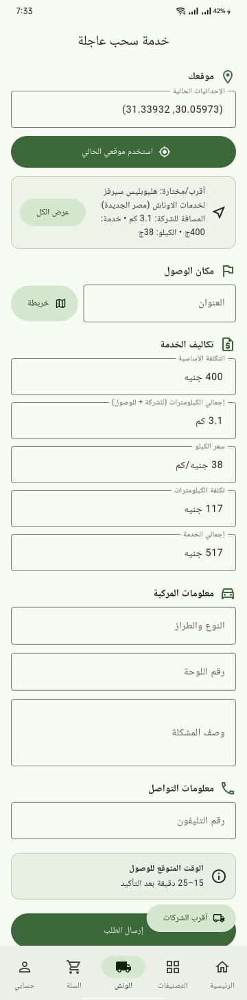 7:33
42%
خدمة سحب عاجلة
موقعك
الإحداثيات الحالية
(31.33932 ,30.05973)
استخدم موقعي الحالي
أقرب/مختارة: هليوبليس سيرفز
لخدمات الاوناش (مصر الجديدة)
المسافة للشركة: 3.1 كم • خدمة:
400ج • الكيلو: 38ج
عرض الكل
مكان الوصول
العنوان
خريطة
تكاليف الخدمة
التكلفة الأساسية
400 جنيه
إجمالي الكيلومترات (للشركة + للوصول)
3.1 كم
سعر الكيلو
38 جنيه/كم
تكلفة الكيلومترات
117 جنيه
إجمالي الخدمة
517 جنيه
معلومات المركبة
النوع والطراز
رقم اللوحة
وصف المشكلة
معلومات التواصل
رقم التليفون
الوقت المتوقع للوصول
15–25 دقيقة بعد التأكيد
أقرب الشركات
إرسال الطلب
الرئيسية
التصنيفات
الونش
السلة
حسابي